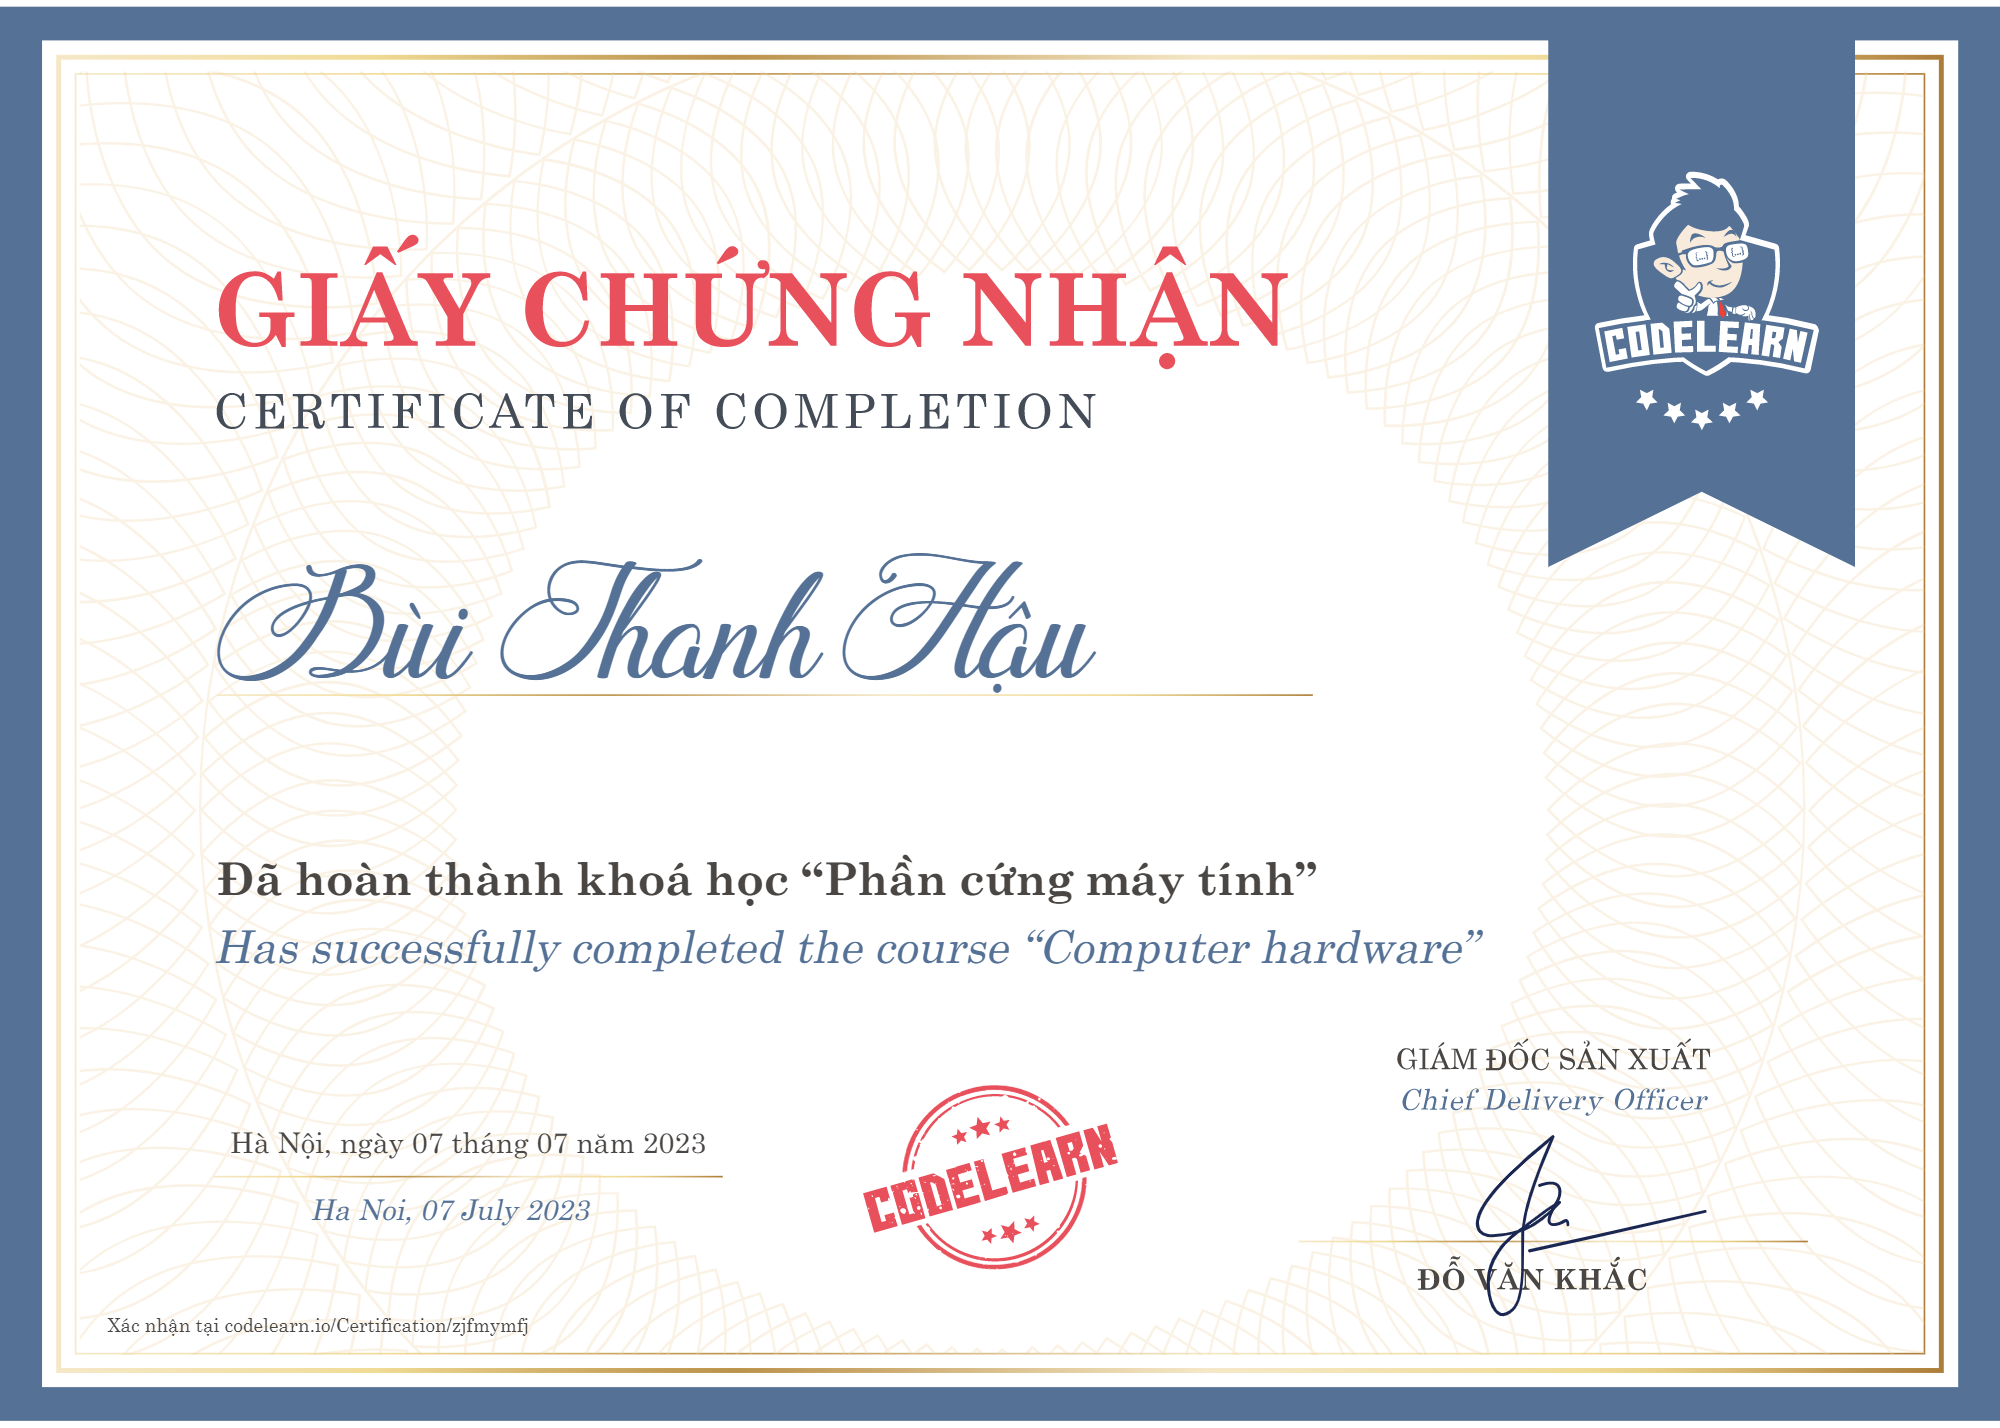 GIẤY CHỨNG NHẬN
CERTIFICATE OF COMPLETION
CODELEARN
Bùi Thanh Hậu
Đã hoàn thành khoá học “Phần cứng máy tính”
Has successfully completed the course “Computer hardware”
GIÁM ĐỐC SẢN XUẤT
Chief Delivery Officer
Hà Nội, ngày 07 tháng 07 năm 2023
Ha Noi, 07 July 2023
CODELEARN
ĐỖ VĂN KHẮC
Xác nhận tại codelearn.io/Certification/zjfmymfj